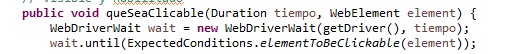 public void queSeaClicable(Duration tiempo, WebElement element) {
WebDriverWait wait = new WebDriverWait(getDriver(), tiempo);
wait.until(ExpectedConditions.elementToBeClickable(element));